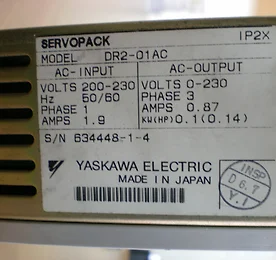 SERVOPACK IP2X
MODEL DR2-01AC
AC-INPUT AC-OUTPUT
VOLTS 200-230 VOLTS 0-230
Hz 50/60 PHASE 3
PHASE 1 AMPS 0.87
AMPS 1.9 KW(HP) 0.1(0.14)
S/N 634448-1-4
YASKAWA ELECTRIC
MADE IN JAPAN
INSP
D 6.7
Y.I